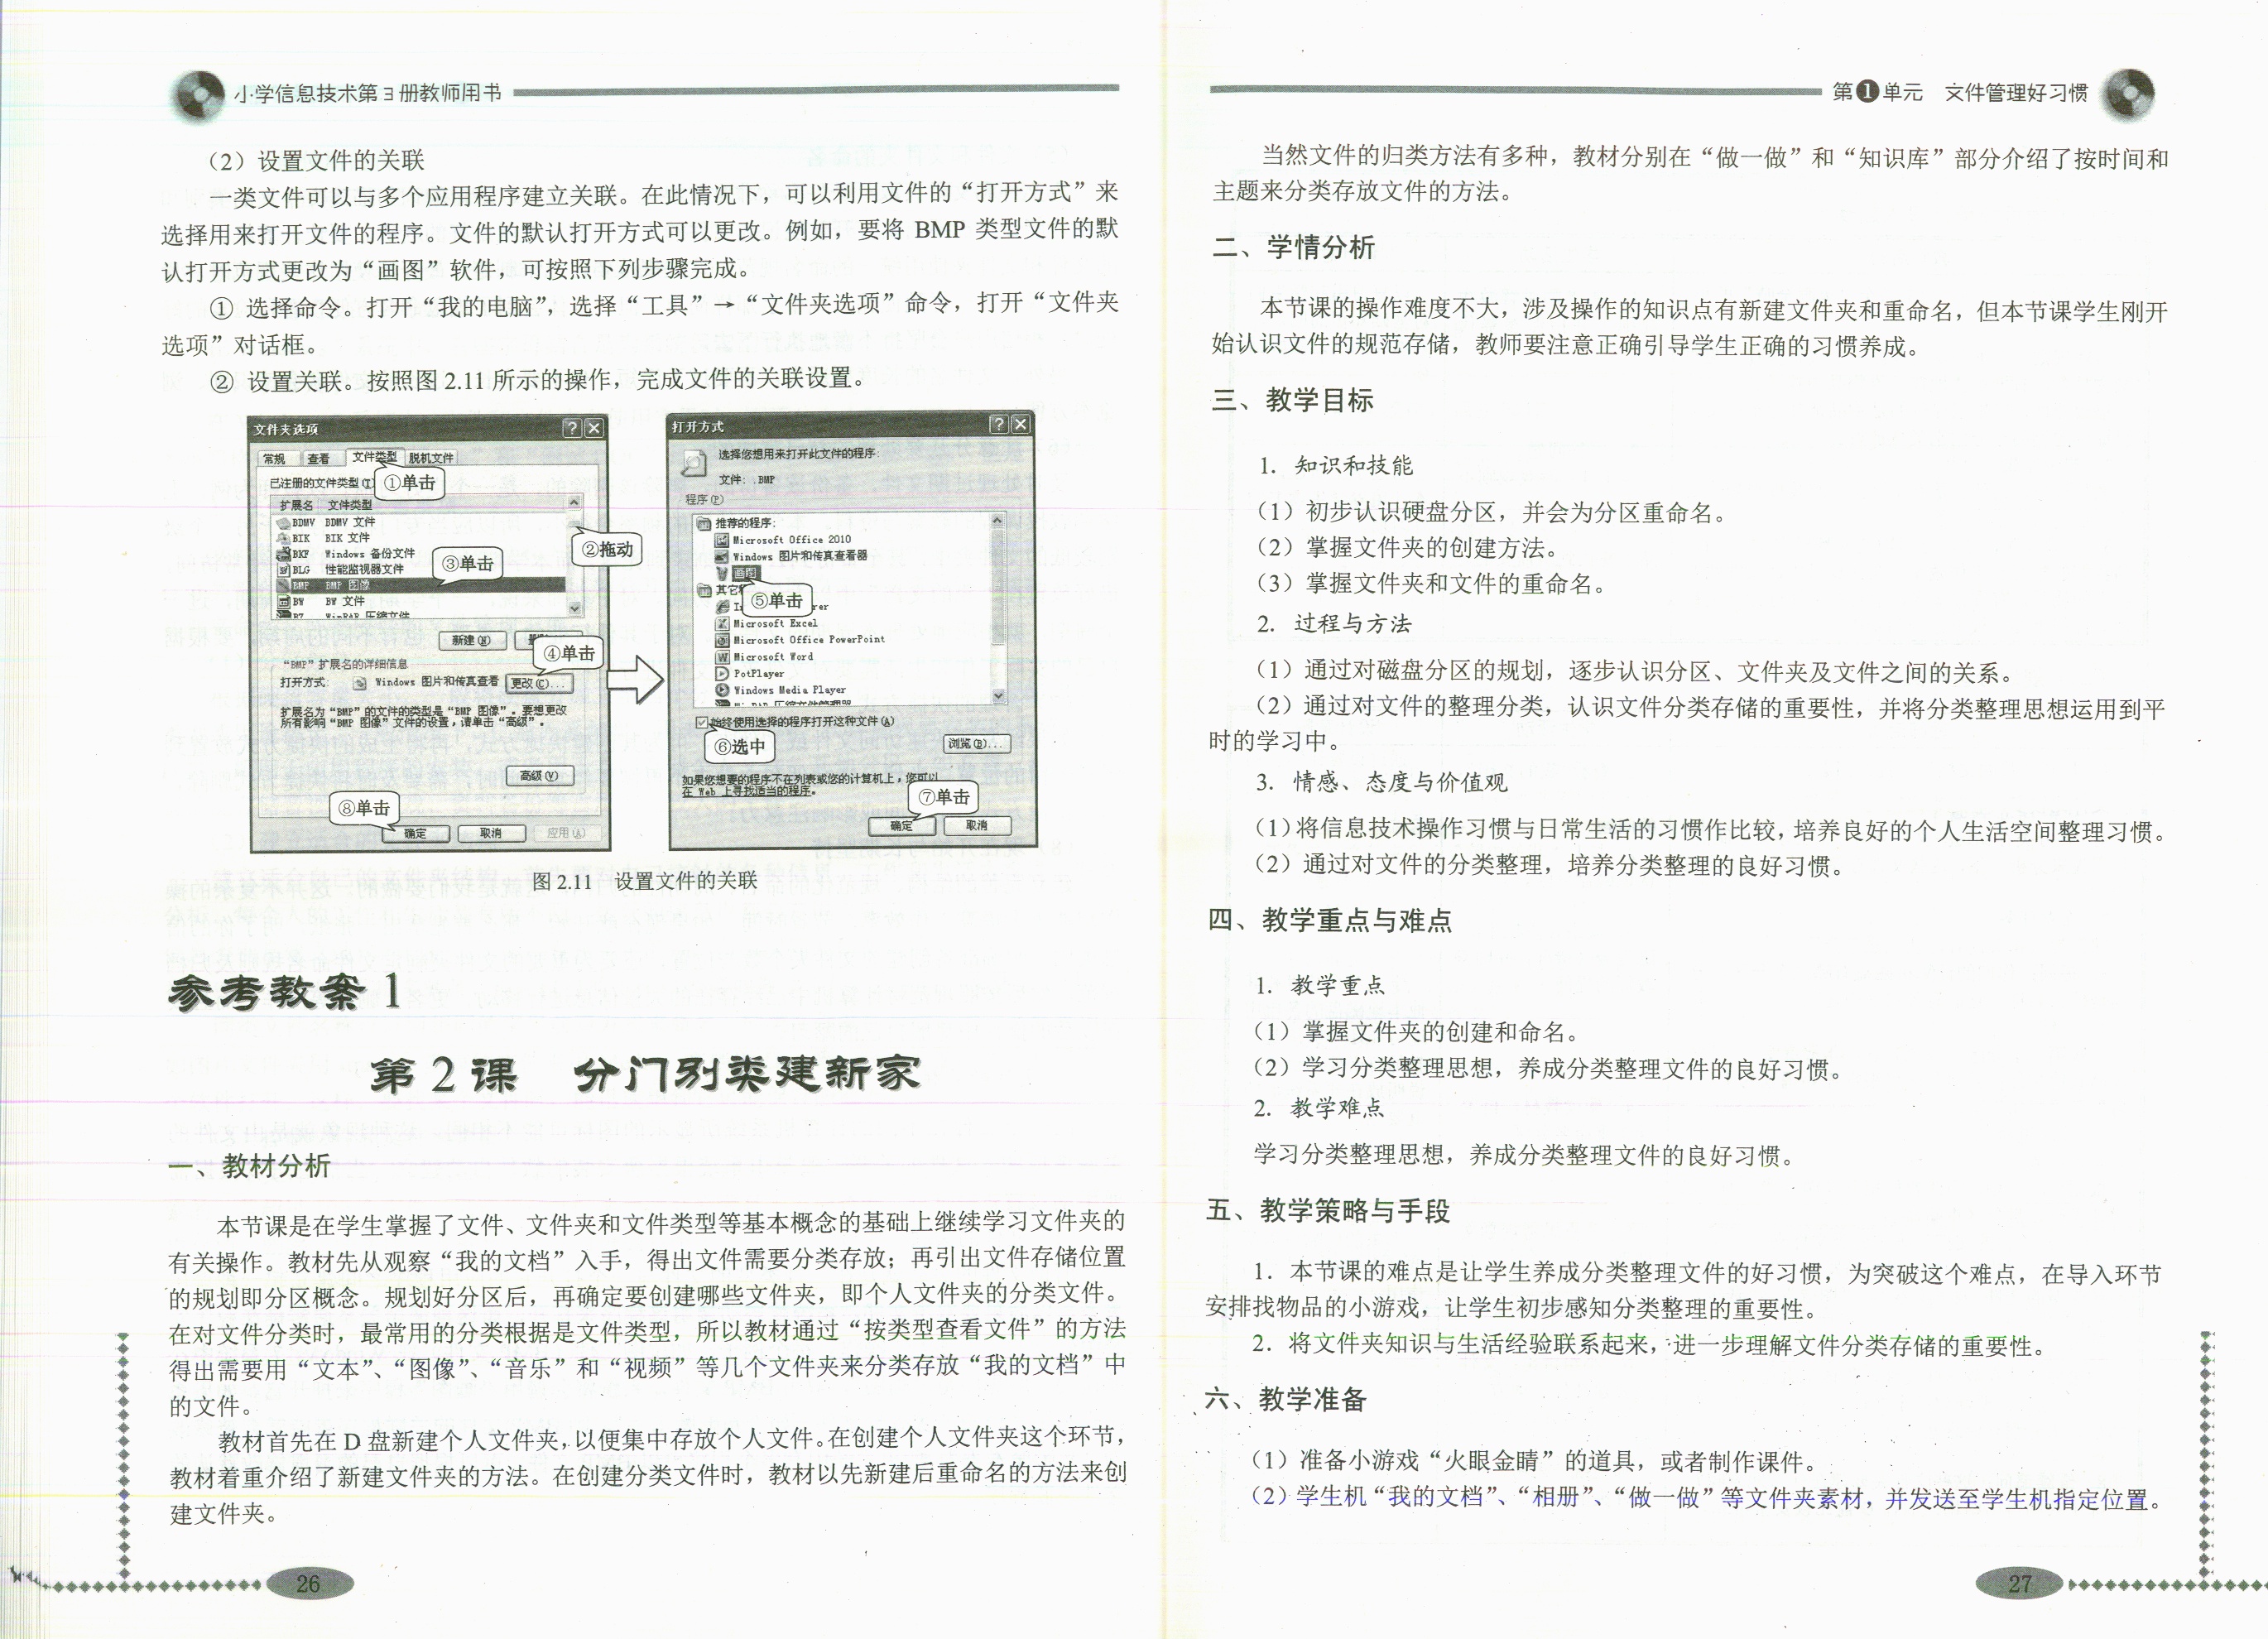 小学信息技术第3册教师用书
（2）设置文件的关联
一类文件可以与多个应用程序建立关联。在此情况下，可以利用文件的“打开方式”来
选择用来打开文件的程序。文件的默认打开方式可以更改。例如，要将 BMP 类型文件的默
认打开方式更改为“画图”软件，可按照下列步骤完成。
① 选择命令。打开“我的电脑”，选择“工具”→“文件夹选项”命令，打开“文件夹
选项”对话框。
② 设置关联。按照图 2.11 所示的操作，完成文件的关联设置。
文件夹选项
常规 查看 文件类型 脱机文件
已注册的文件类型(T)
①单击
扩展名 文件类型
BDMV BDMV 文件
BIK BIK 文件
②拖动
BKF Windows 备份文件
③单击
BLG 性能监视器文件
BMP BMP 图像
BW BW 文件
BZ WinRAR 压缩文件
新建(N)
④单击
“BMP”扩展名的详细信息
打开方式: Windows 图片和传真查看 更改(C)...
扩展名为“BMP”的文件的类型是“BMP 图像”。要想更改
所有影响“BMP 图像”文件的设置，请单击“高级”。
高级(V)
⑧单击
确定 取消 应用(A)
打开方式
选择您想用来打开此文件的程序:
文件: .BMP
程序(P)
推荐的程序:
Microsoft Office 2010
Windows 图片和传真查看器
画图
其它
⑤单击
Microsoft Excel
Microsoft Office PowerPoint
Microsoft Word
PotPlayer
Windows Media Player
始终使用选择的程序打开这种文件(A)
⑥选中
浏览(B)...
如果您想要的程序不在列表或您的计算机上，您可以
在 Web 上寻找适当的程序。
⑦单击
确定 取消
图 2.11 设置文件的关联
参考教案 1
第 2 课 分门别类建新家
一、教材分析
本节课是在学生掌握了文件、文件夹和文件类型等基本概念的基础上继续学习文件夹的
有关操作。教材先从观察“我的文档”入手，得出文件需要分类存放；再引出文件存储位置
的规划即分区概念。规划好分区后，再确定要创建哪些文件夹，即个人文件夹的分类文件。
在对文件分类时，最常用的分类根据是文件类型，所以教材通过“按类型查看文件”的方法
得出需要用“文本”、“图像”、“音乐”和“视频”等几个文件夹来分类存放“我的文档”中
的文件。
教材首先在 D 盘新建个人文件夹，以便集中存放个人文件。在创建个人文件夹这个环节，
教材着重介绍了新建文件夹的方法。在创建分类文件时，教材以先新建后重命名的方法来创
建文件夹。
26
第1单元 文件管理好习惯
当然文件的归类方法有多种，教材分别在“做一做”和“知识库”部分介绍了按时间和
主题来分类存放文件的方法。
二、学情分析
本节课的操作难度不大，涉及操作的知识点有新建文件夹和重命名，但本节课学生刚开
始认识文件的规范存储，教师要注意正确引导学生正确的习惯养成。
三、教学目标
1. 知识和技能
（1）初步认识硬盘分区，并会为分区重命名。
（2）掌握文件夹的创建方法。
（3）掌握文件夹和文件的重命名。
2. 过程与方法
（1）通过对磁盘分区的规划，逐步认识分区、文件夹及文件之间的关系。
（2）通过对文件的整理分类，认识文件分类存储的重要性，并将分类整理思想运用到平
时的学习中。
3. 情感、态度与价值观
（1）将信息技术操作习惯与日常生活的习惯作比较，培养良好的个人生活空间整理习惯。
（2）通过对文件的分类整理，培养分类整理的良好习惯。
四、教学重点与难点
1. 教学重点
（1）掌握文件夹的创建和命名。
（2）学习分类整理思想，养成分类整理文件的良好习惯。
2. 教学难点
学习分类整理思想，养成分类整理文件的良好习惯。
五、教学策略与手段
1．本节课的难点是让学生养成分类整理文件的好习惯，为突破这个难点，在导入环节
安排找物品的小游戏，让学生初步感知分类整理的重要性。
2．将文件夹知识与生活经验联系起来，进一步理解文件分类存储的重要性。
六、教学准备
（1）准备小游戏“火眼金睛”的道具，或者制作课件。
（2）学生机“我的文档”、“相册”、“做一做”等文件夹素材，并发送至学生机指定位置。
27